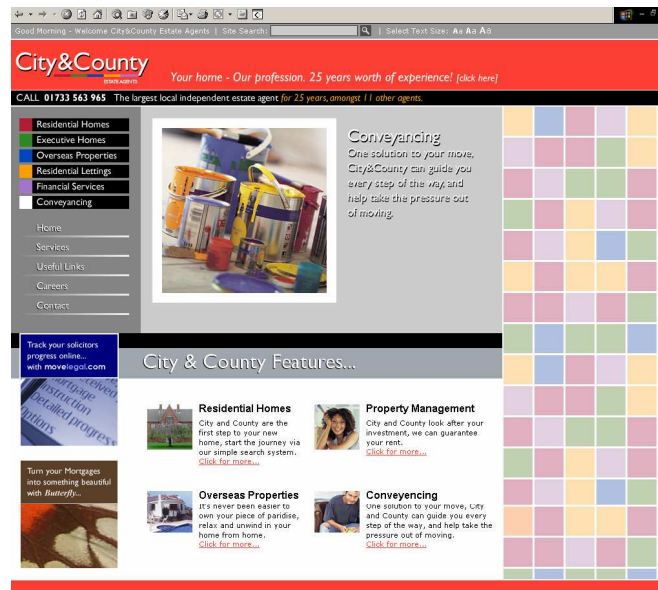 Good Morning - Welcome City&County Estate Agents | Site Search: | Select Text Size: Aa Aa Aa
City&County
ESTATE AGENTS
Your home - Our profession. 25 years worth of experience! [click here]
CALL 01733 563 965 The largest local independent estate agent for 25 years, amongst 11 other agents.
Residential Homes
Executive Homes
Overseas Properties
Residential Lettings
Financial Services
Conveyancing
Home
Services
Useful Links
Careers
Contact
Conveyancing
One solution to your move,
City&County can guide you
every step of the way, and
help take the pressure out
of moving.
Track your solicitors
progress online...
with movelegal.com
received
Mortgage
Instruction
Detailed progress
Options
Turn your Mortgages
into something beautiful
with Butterfly...
City & County Features...
Residential Homes
City and County are the
first step to your new
home, start the journey via
our simple search system.
Click for more...
Property Management
City and County look after your
investment, we can guarantee
your rent.
Click for more...
Overseas Properties
It's never been easier to
own your piece of paridise,
relax and unwind in your
home from home.
Click for more...
Conveyencing
One solution to your move, City
and County can guide you every
step of the way, and help take the
pressure out of moving.
Click for more...